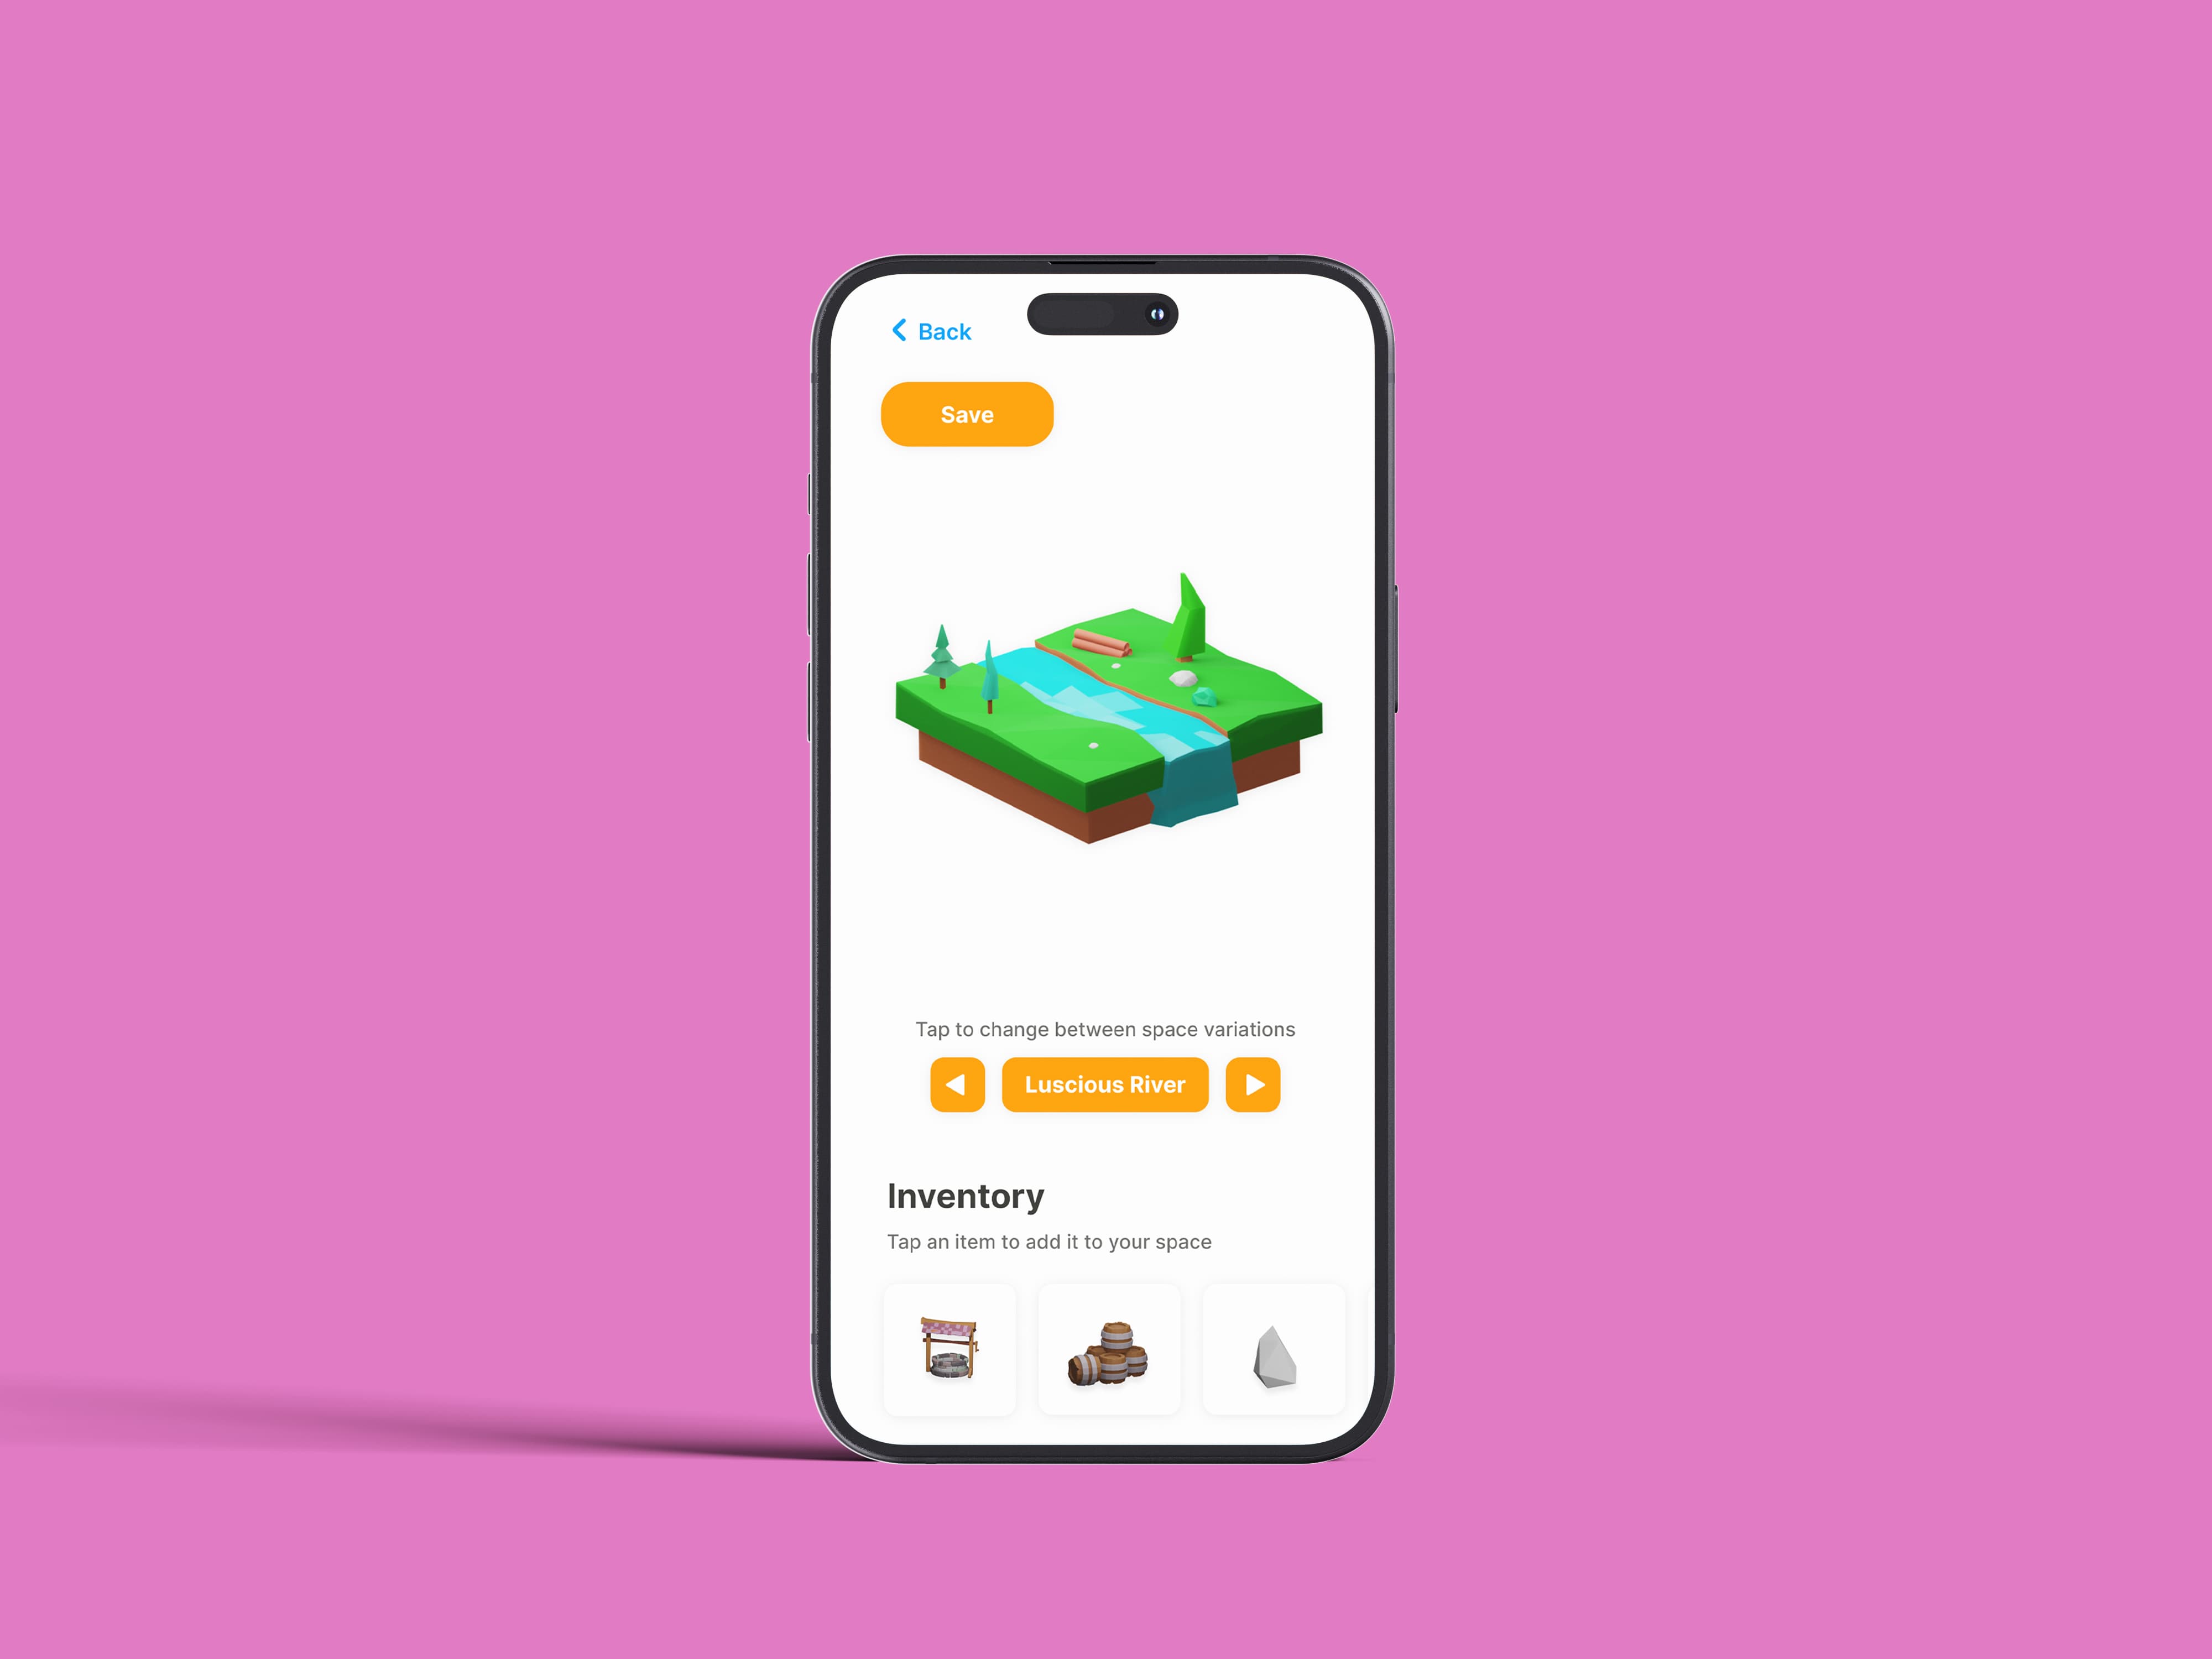 Back
Save
Tap to change between space variations
Luscious River
Inventory
Tap an item to add it to your space